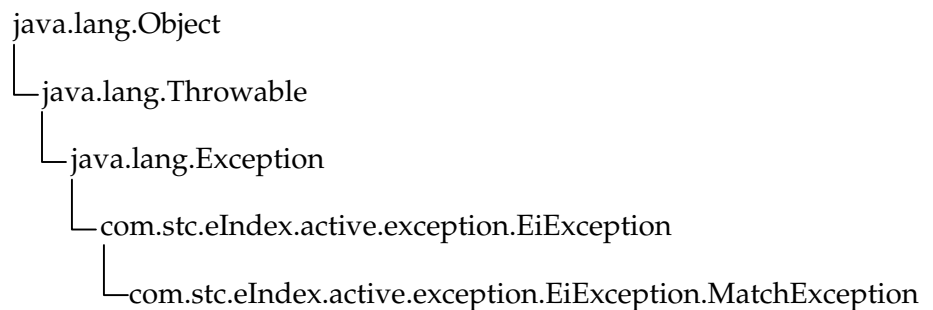 java.lang.Object
java.lang.Throwable
java.lang.Exception
com.stc.eIndex.active.exception.EiException
com.stc.eIndex.active.exception.EiException.MatchException